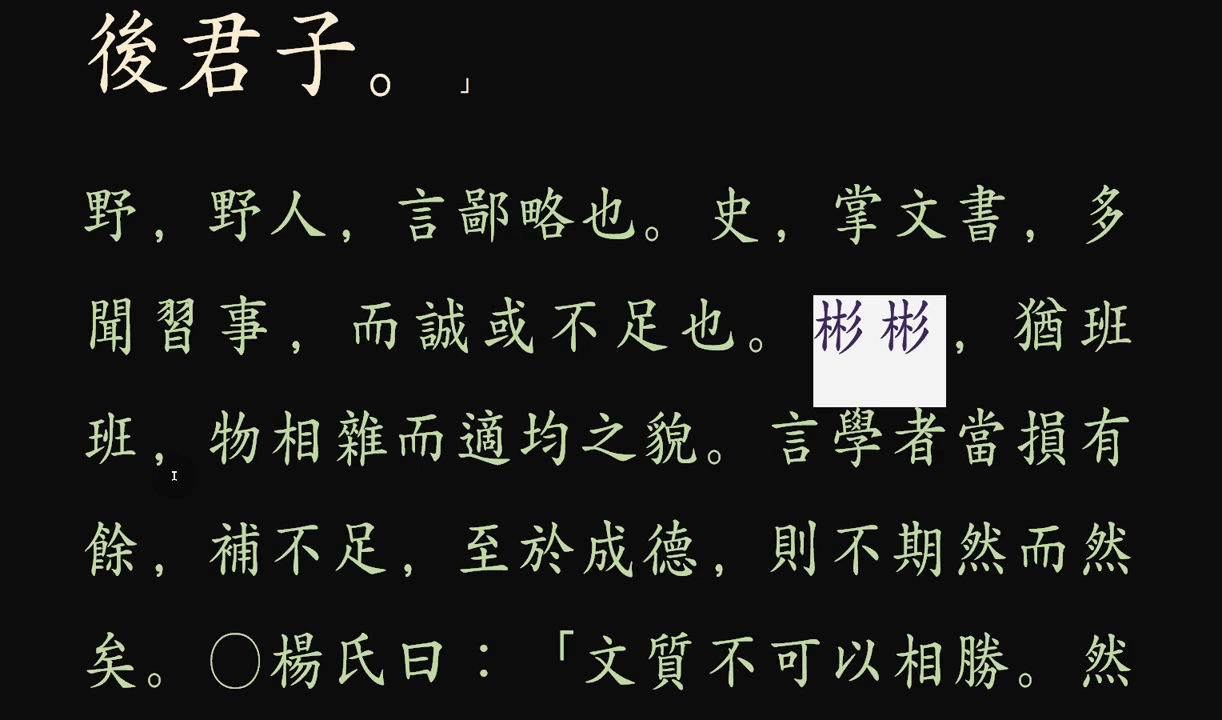 後君子。」
野，野人，言鄙略也。史，掌文書，多
聞習事，而誠或不足也。彬彬，猶班
班，物相雜而適均之貌。言學者當損有
餘，補不足，至於成德，則不期然而然
矣。○楊氏曰：「文質不可以相勝。然